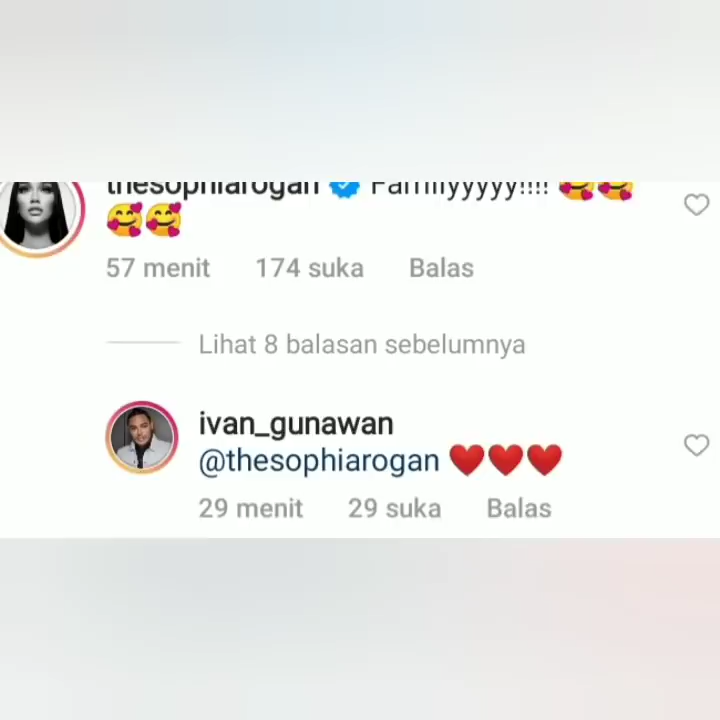 thesophiarogan Familyyyyy!!!! 🥰🥰
🥰🥰
57 menit 174 suka Balas
Lihat 8 balasan sebelumnya
ivan_gunawan
@thesophiarogan ❤️❤️❤️
29 menit 29 suka Balas